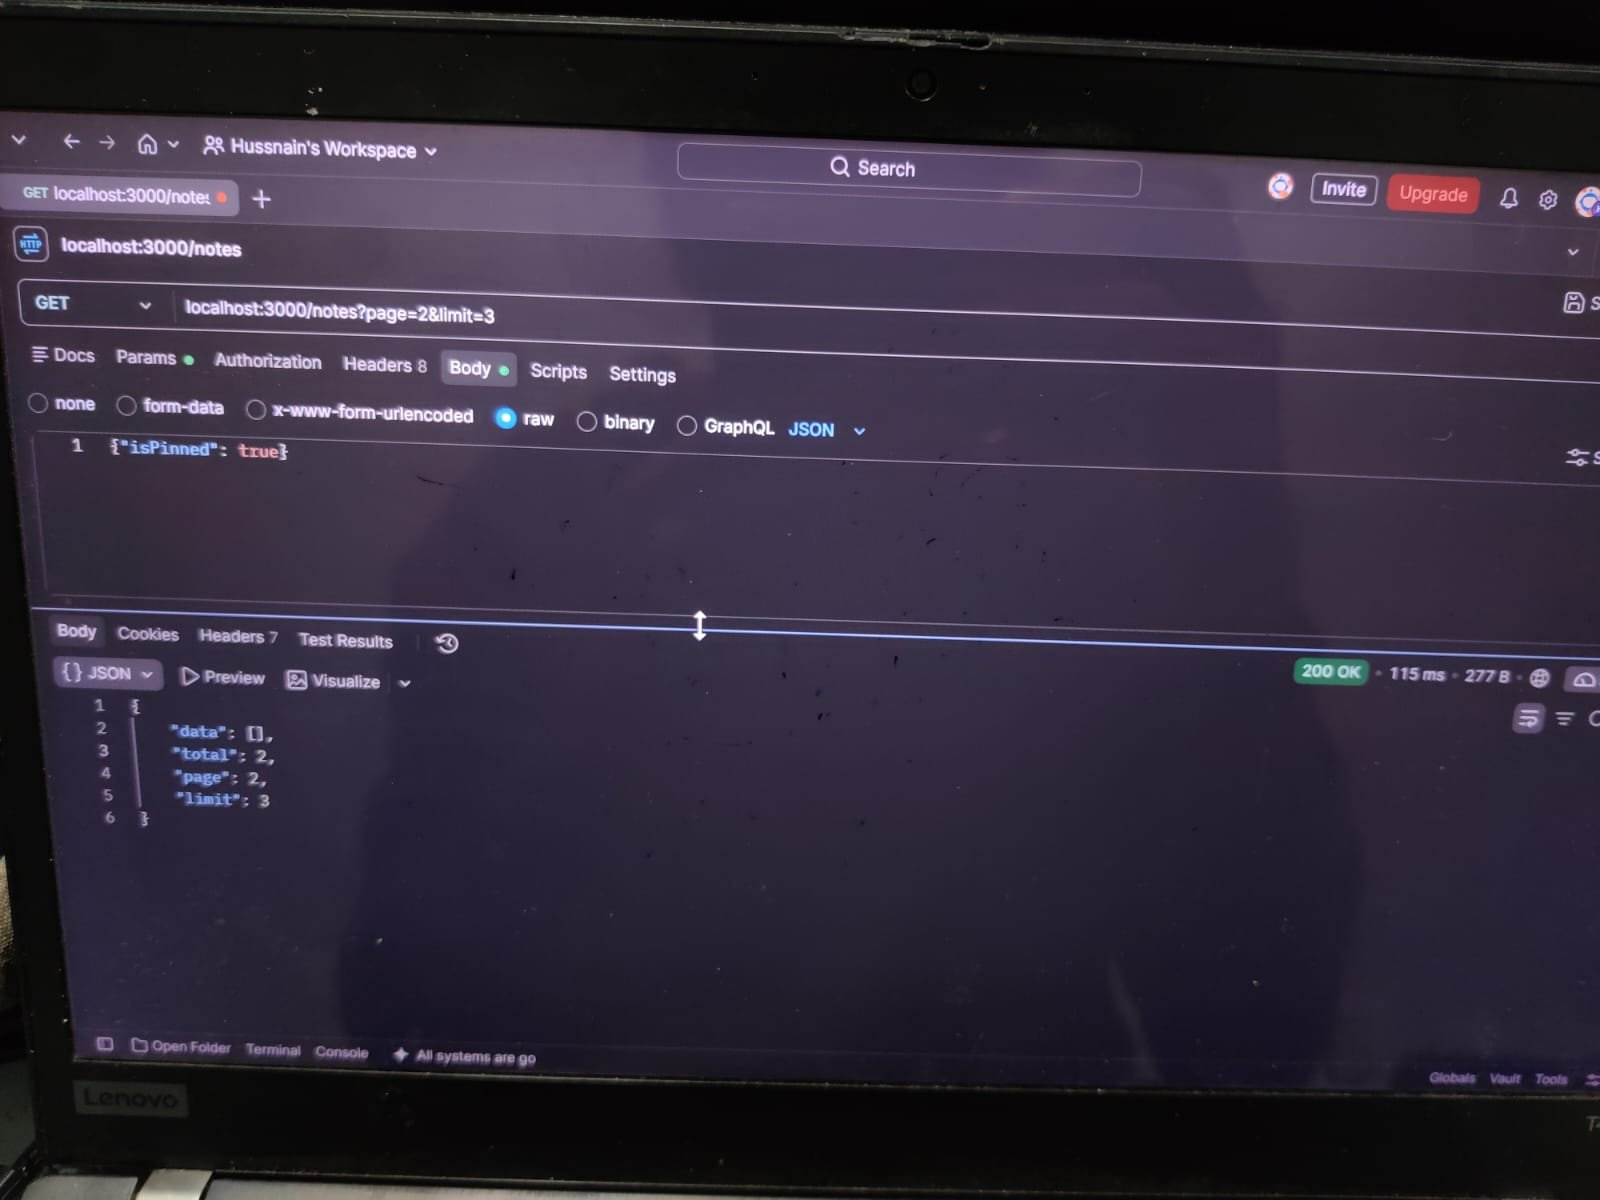 Hussnain's Workspace
Search
Invite
Upgrade
GET localhost:3000/notes
HTTP localhost:3000/notes
GET localhost:3000/notes?page=2&limit=3
Docs Params Authorization Headers 8 Body Scripts Settings
none form-data x-www-form-urlencoded raw binary GraphQL JSON
1 {"isPinned": true}
Body Cookies Headers 7 Test Results
{} JSON Preview Visualize
200 OK • 115 ms • 277 B •
1 {
2 "data": [],
3 "total": 2,
4 "page": 2,
5 "limit": 3
6 }
Open Folder Terminal Console All systems are go
Globals Vault Tools
Lenovo